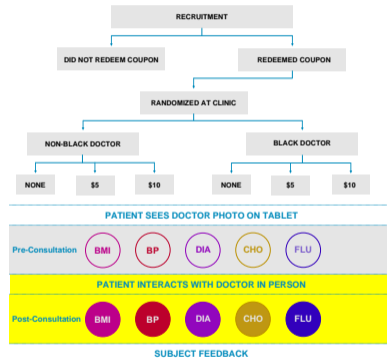 RECRUITMENT
DID NOT REDEEM COUPON
REDEEMED COUPON
RANDOMIZED AT CLINIC
NON-BLACK DOCTOR
BLACK DOCTOR
NONE
$5
$10
NONE
$5
$10
PATIENT SEES DOCTOR PHOTO ON TABLET
Pre-Consultation BMI BP DIA CHO FLU
PATIENT INTERACTS WITH DOCTOR IN PERSON
Post-Consultation BMI BP DIA CHO FLU
SUBJECT FEEDBACK